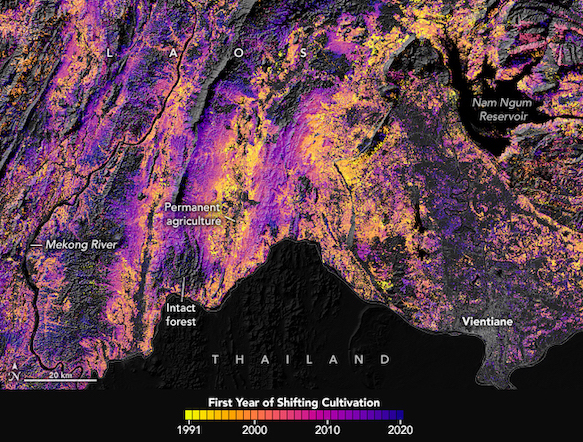 L A O S
Nam Ngum
Reservoir
Permanent
agriculture
Mekong River
Intact
forest
Vientiane
T H A I L A N D
N
20 km
First Year of Shifting Cultivation
1991 2000 2010 2020